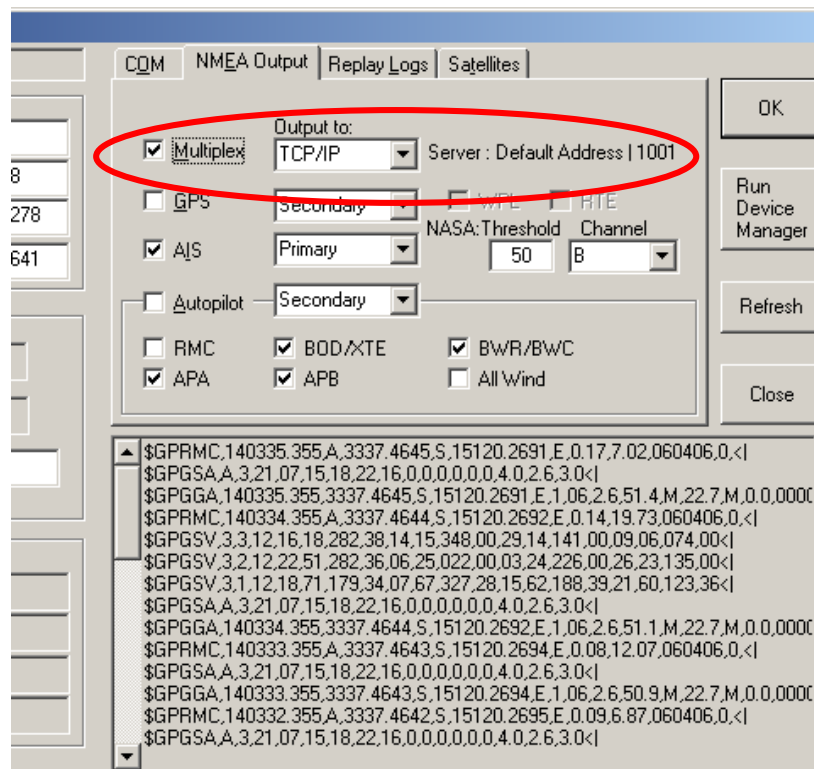 COM NMEA Output Replay Logs Satellites
OK
Output to:
Multiplex TCP/IP Server : Default Address | 1001
8
GPS Secondary WPL RTE
Run
Device
Manager
278
NASA: Threshold Channel
641
AIS Primary 50 B
Autopilot Secondary
Refresh
RMC BOD/XTE BWR/BWC
APA APB All Wind
Close
$GPRMC,140335.355,A,3337.4645,S,15120.2691,E,0.17,7.02,060406,0,<|
$GPGSA,A,3,21,07,15,18,22,16,0,0,0,0,0,0,4.0,2.6,3.0<|
$GPGGA,140335.355,3337.4645,S,15120.2691,E,1,06,2.6,51.4,M,22.7,M,0.0,0000
$GPRMC,140334.355,A,3337.4644,S,15120.2692,E,0.14,19.73,060406,0,<|
$GPGSV,3,3,12,16,18,282,38,14,15,348,00,29,14,141,00,09,06,074,00<|
$GPGSV,3,2,12,22,51,282,36,06,25,022,00,03,24,226,00,26,23,135,00<|
$GPGSV,3,1,12,18,71,179,34,07,67,327,28,15,62,188,39,21,60,123,36<|
$GPGSA,A,3,21,07,15,18,22,16,0,0,0,0,0,0,4.0,2.6,3.0<|
$GPGGA,140334.355,3337.4644,S,15120.2692,E,1,06,2.6,51.1,M,22.7,M,0.0,0000
$GPRMC,140333.355,A,3337.4643,S,15120.2694,E,0.08,12.07,060406,0,<|
$GPGSA,A,3,21,07,15,18,22,16,0,0,0,0,0,0,4.0,2.6,3.0<|
$GPGGA,140333.355,3337.4643,S,15120.2694,E,1,06,2.6,50.9,M,22.7,M,0.0,0000
$GPRMC,140332.355,A,3337.4642,S,15120.2695,E,0.09,6.87,060406,0,<|
$GPGSA,A,3,21,07,15,18,22,16,0,0,0,0,0,0,4.0,2.6,3.0<|